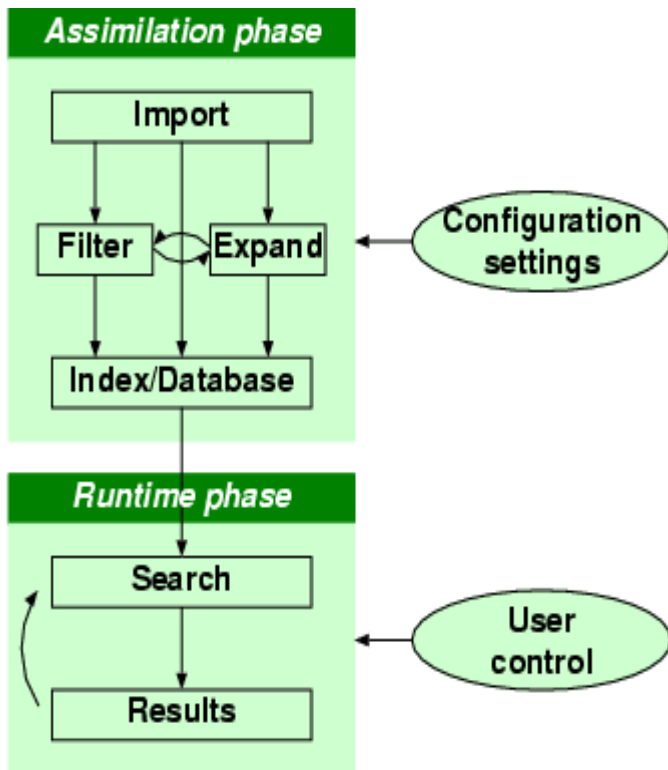 Assimilation phase
Import
Filter
Expand
Configuration
settings
Index/Database
Runtime phase
Search
User
control
Results